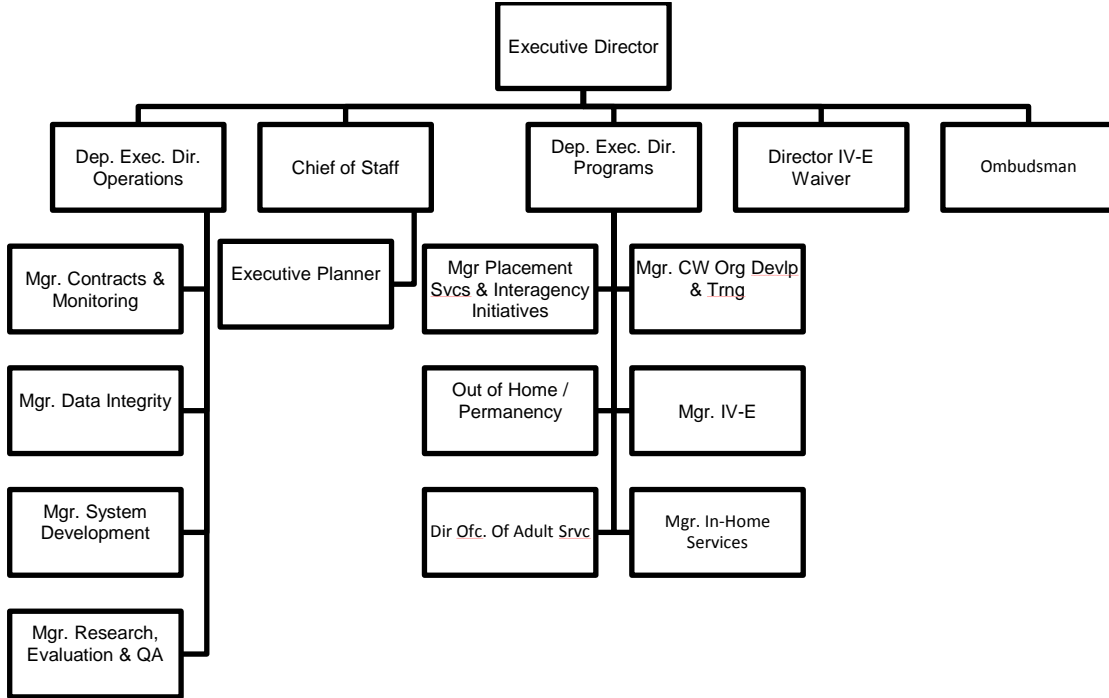 Executive Director
Dep. Exec. Dir.
Operations
Chief of Staff
Dep. Exec. Dir.
Programs
Director IV-E
Waiver
Ombudsman
Mgr. Contracts &
Monitoring
Executive Planner
Mgr Placement
Svcs & Interagency
Initiatives
Mgr. CW Org Devlp
& Trng
Mgr. Data Integrity
Out of Home /
Permanency
Mgr. IV-E
Mgr. System
Development
Dir Ofc. Of Adult Srvc
Mgr. In-Home
Services
Mgr. Research,
Evaluation & QA